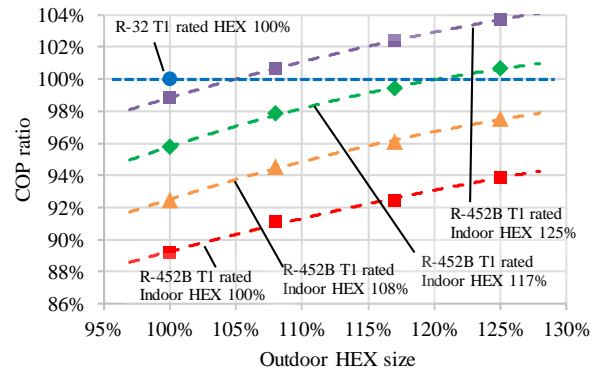 104%
102%
100%
98%
96%
94%
92%
90%
88%
86%
COP ratio
R-32 T1 rated HEX 100%
R-452B T1 rated
Indoor HEX 125%
R-452B T1 rated
Indoor HEX 117%
R-452B T1 rated
Indoor HEX 108%
R-452B T1 rated
Indoor HEX 100%
95% 100% 105% 110% 115% 120% 125% 130%
Outdoor HEX size